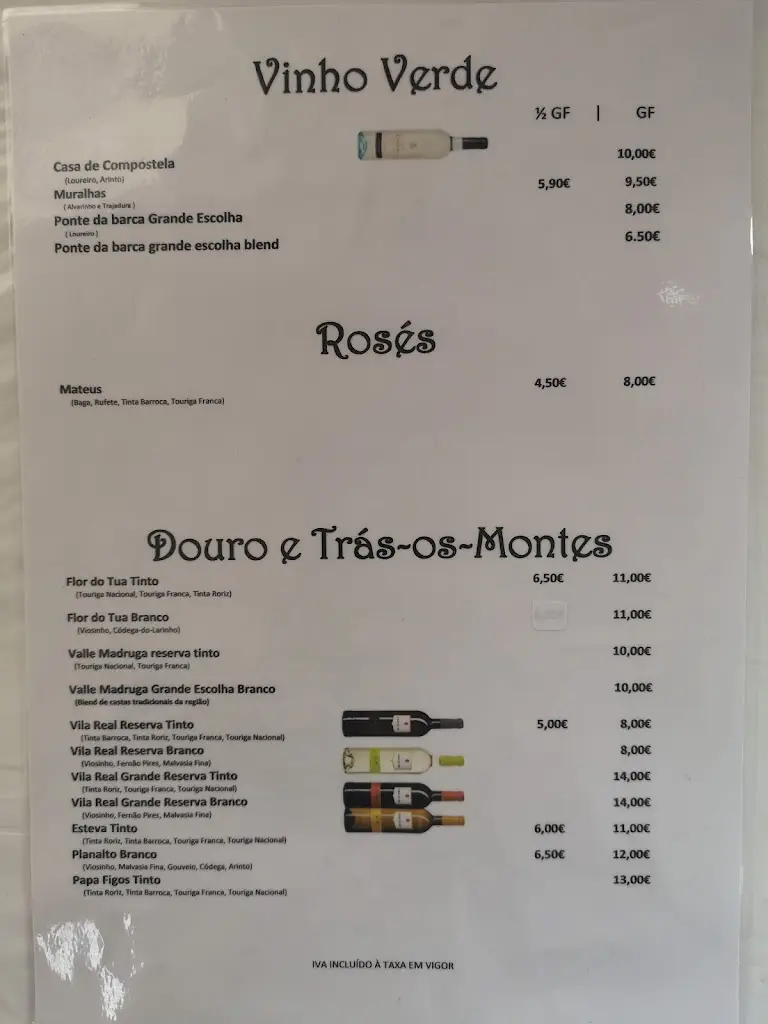 Vinho Verde
½ GF | GF
Casa de Compostela 10,00€
(Loureiro, Arinto)
Muralhas 5,90€ 9,50€
( Alvarinho e Trajadura )
Ponte da barca Grande Escolha 8,00€
( Loureiro )
Ponte da barca grande escolha blend 6.50€
Rosés
Mateus 4,50€ 8,00€
(Baga, Rufete, Tinta Barroca, Touriga Franca)
Douro e Trás-os-Montes
Flor do Tua Tinto 6,50€ 11,00€
(Touriga Nacional, Touriga Franca, Tinta Roriz)
Flor do Tua Branco 11,00€
(Viosinho, Códega-do-Larinho)
Valle Madruga reserva tinto 10,00€
(Touriga Nacional, Touriga Franca)
Valle Madruga Grande Escolha Branco 10,00€
(Blend de castas tradicionais da região)
Vila Real Reserva Tinto 5,00€ 8,00€
(Tinta Barroca, Tinta Roriz, Touriga Franca, Touriga Nacional)
Vila Real Reserva Branco 8,00€
(Viosinho, Fernão Pires, Malvasia Fina)
Vila Real Grande Reserva Tinto 14,00€
(Tinta Roriz, Touriga Franca, Touriga Nacional)
Vila Real Grande Reserva Branco 14,00€
(Viosinho, Fernão Pires, Malvasia Fina)
Esteva Tinto 6,00€ 11,00€
(Tinta Roriz, Tinta Barroca, Touriga Franca, Touriga Nacional)
Planalto Branco 6,50€ 12,00€
(Viosinho, Malvasia Fina, Gouveio, Códega, Arinto)
Papa Figos Tinto 13,00€
(Tinta Roriz, Tinta Barroca, Touriga Franca, Touriga Nacional)
IVA INCLUÍDO À TAXA EM VIGOR